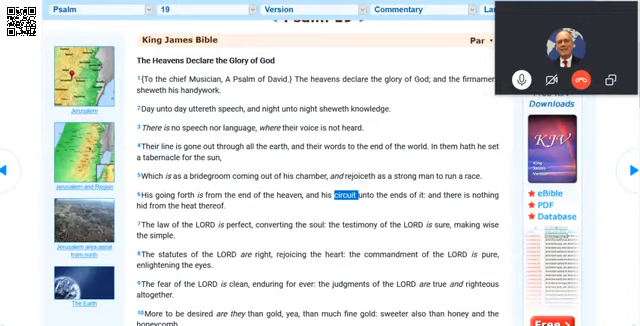 Psalm 19 Version Commentary
Psalm 19
King James Bible Par
The Heavens Declare the Glory of God
1{To the chief Musician, A Psalm of David.} The heavens declare the glory of God; and the firmament
sheweth his handywork.
2Day unto day uttereth speech, and night unto night sheweth knowledge.
3There is no speech nor language, where their voice is not heard.
4Their line is gone out through all the earth, and their words to the end of the world. In them hath he set
a tabernacle for the sun,
5Which is as a bridegroom coming out of his chamber, and rejoiceth as a strong man to run a race.
6His going forth is from the end of the heaven, and his circuit unto the ends of it: and there is nothing
hid from the heat thereof.
7The law of the LORD is perfect, converting the soul: the testimony of the LORD is sure, making wise
the simple.
8The statutes of the LORD are right, rejoicing the heart: the commandment of the LORD is pure,
enlightening the eyes.
9The fear of the LORD is clean, enduring for ever: the judgments of the LORD are true and righteous
altogether.
10More to be desired are they than gold, yea, than much fine gold: sweeter also than honey and the
honeycomb.
Jerusalem
Jerusalem and Region
Jerusalem area aerial
from north
The Earth
Downloads
KJV
King
James
Version
eBible
PDF
Database
Free